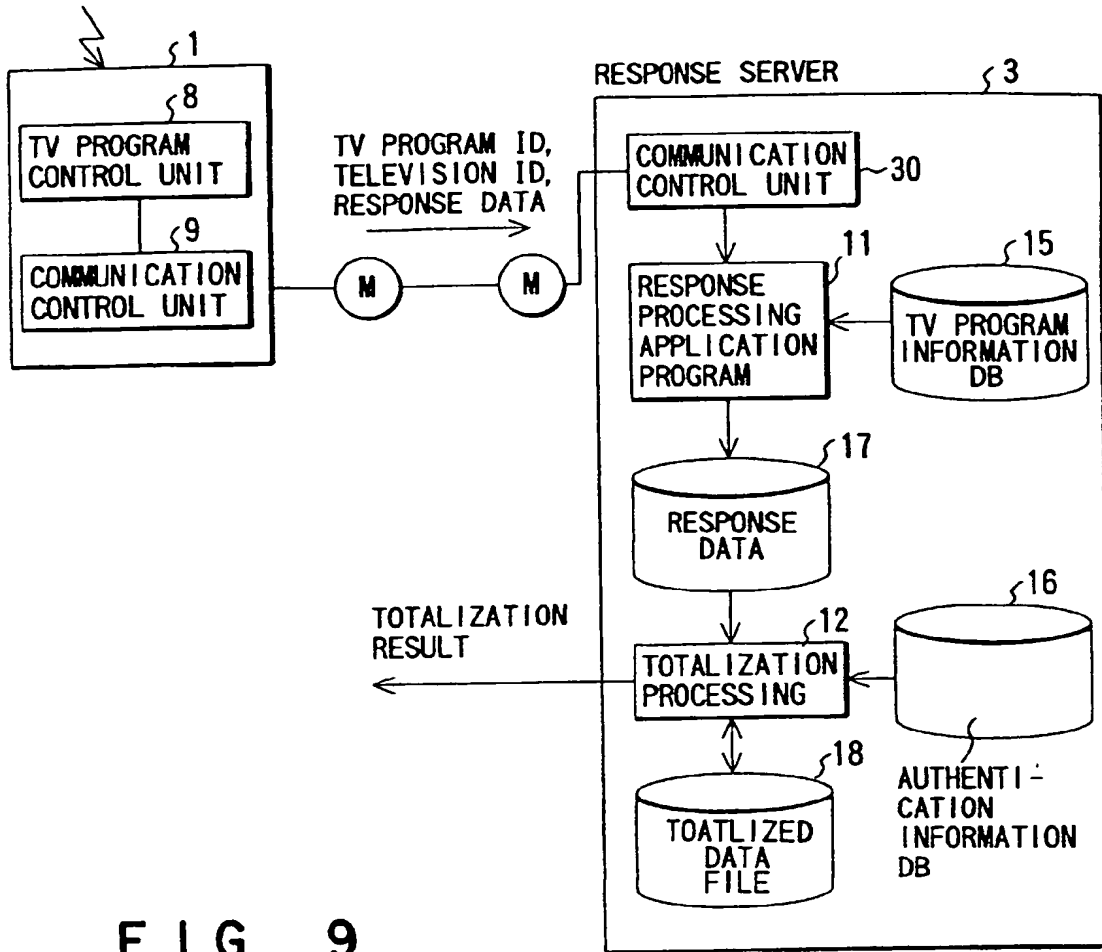 1
8
TV PROGRAM
CONTROL UNIT
9
COMMUNICATION
CONTROL UNIT
TV PROGRAM ID,
TELEVISION ID,
RESPONSE DATA
M
M
RESPONSE SERVER
3
COMMUNICATION
CONTROL UNIT
30
11
RESPONSE
PROCESSING
APPLICATION
PROGRAM
15
TV PROGRAM
INFORMATION
DB
17
RESPONSE
DATA
TOTALIZATION
RESULT
12
TOTALIZATION
PROCESSING
16
AUTHENTI-
CATION
INFORMATION
DB
18
TOATLIZED
DATA
FILE
FIG. 9